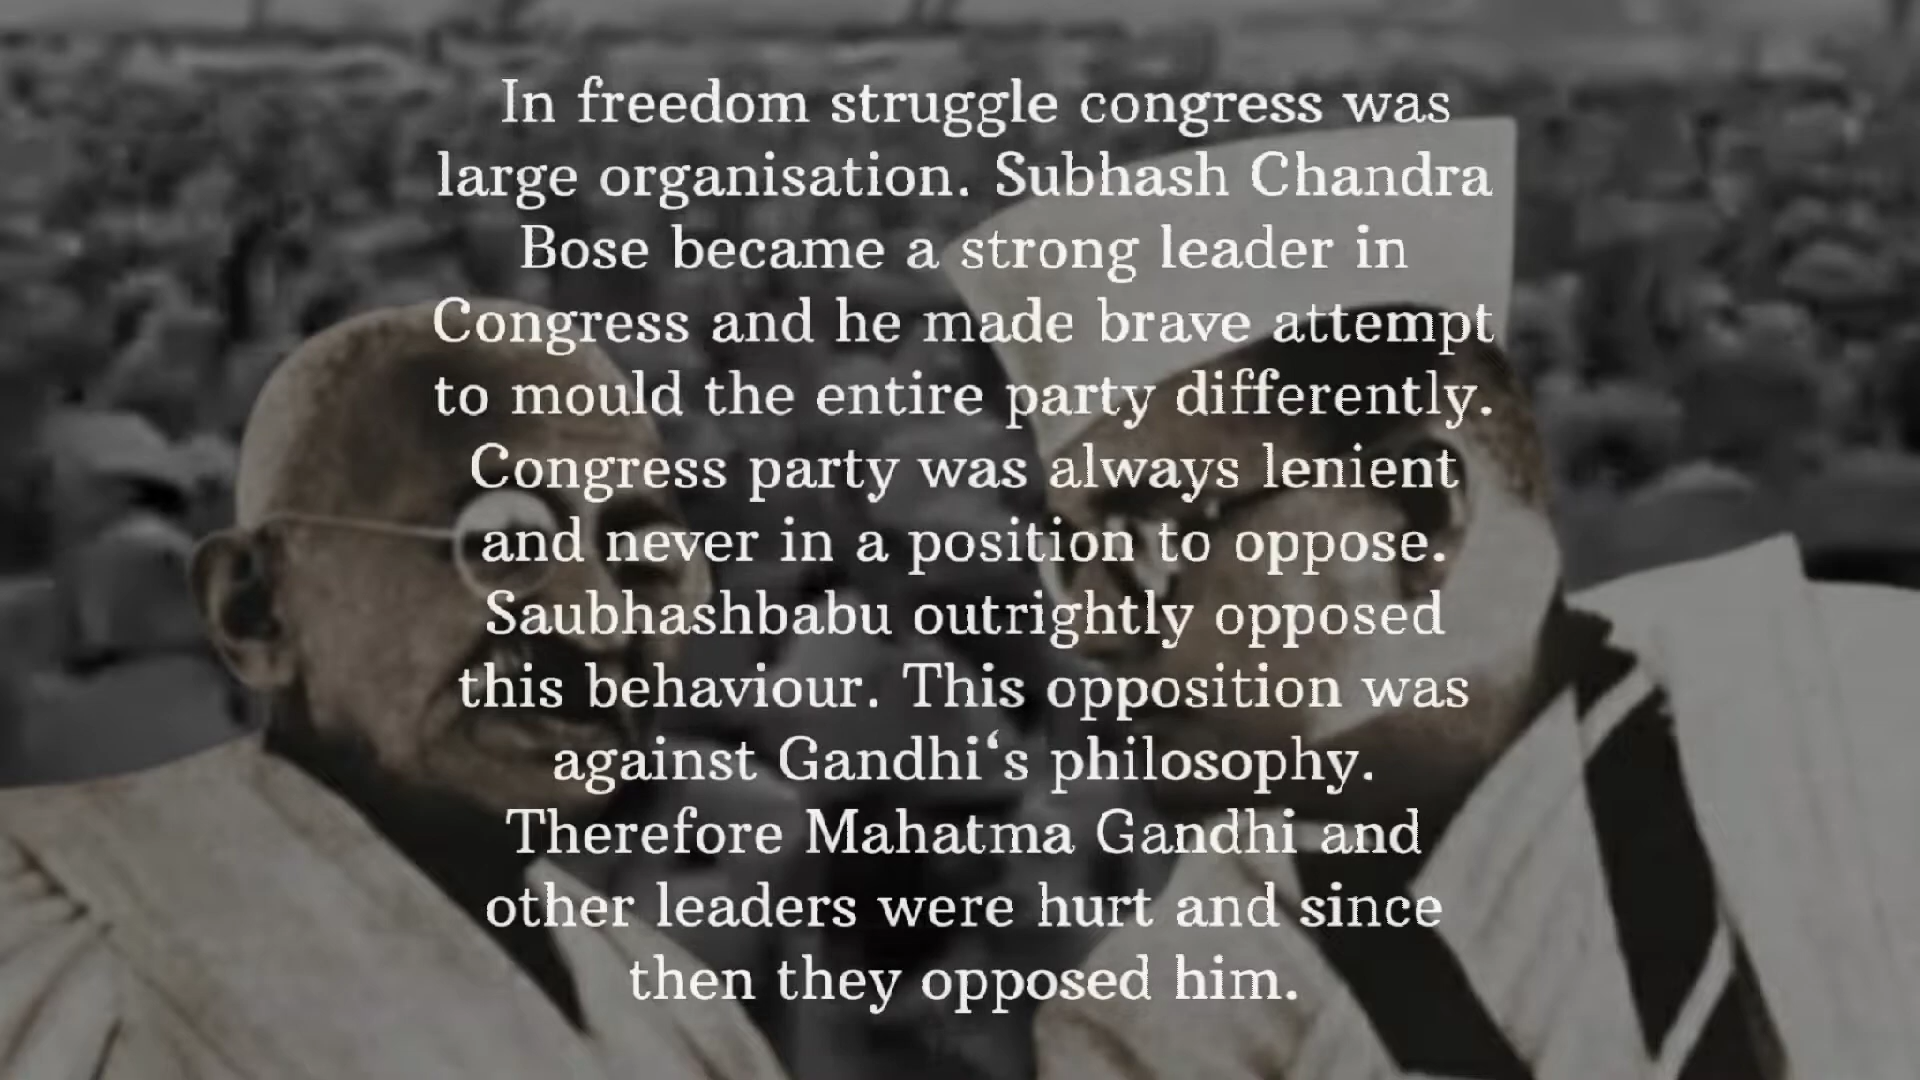 In freedom struggle congress was
large organisation. Subhash Chandra
Bose became a strong leader in
Congress and he made brave attempt
to mould the entire party differently.
Congress party was always lenient
and never in a position to oppose.
Saubhashbabu outrightly opposed
this behaviour. This opposition was
against Gandhi‘s philosophy.
Therefore Mahatma Gandhi and
other leaders were hurt and since
then they opposed him.